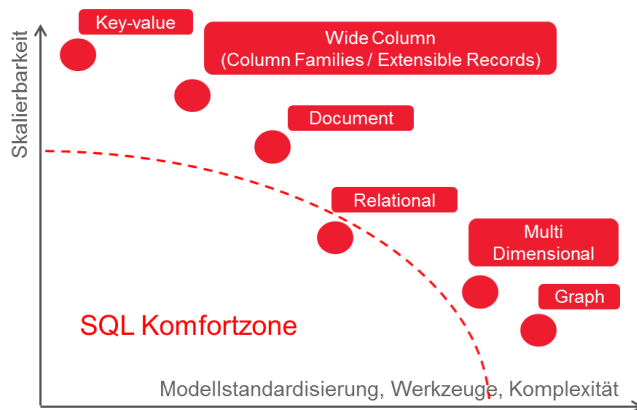 Key-value
Wide Column
(Column Families / Extensible Records)
Document
Relational
Multi
Dimensional
Graph
SQL Komfortzone
Skalierbarkeit
Modellstandardisierung, Werkzeuge, Komplexität